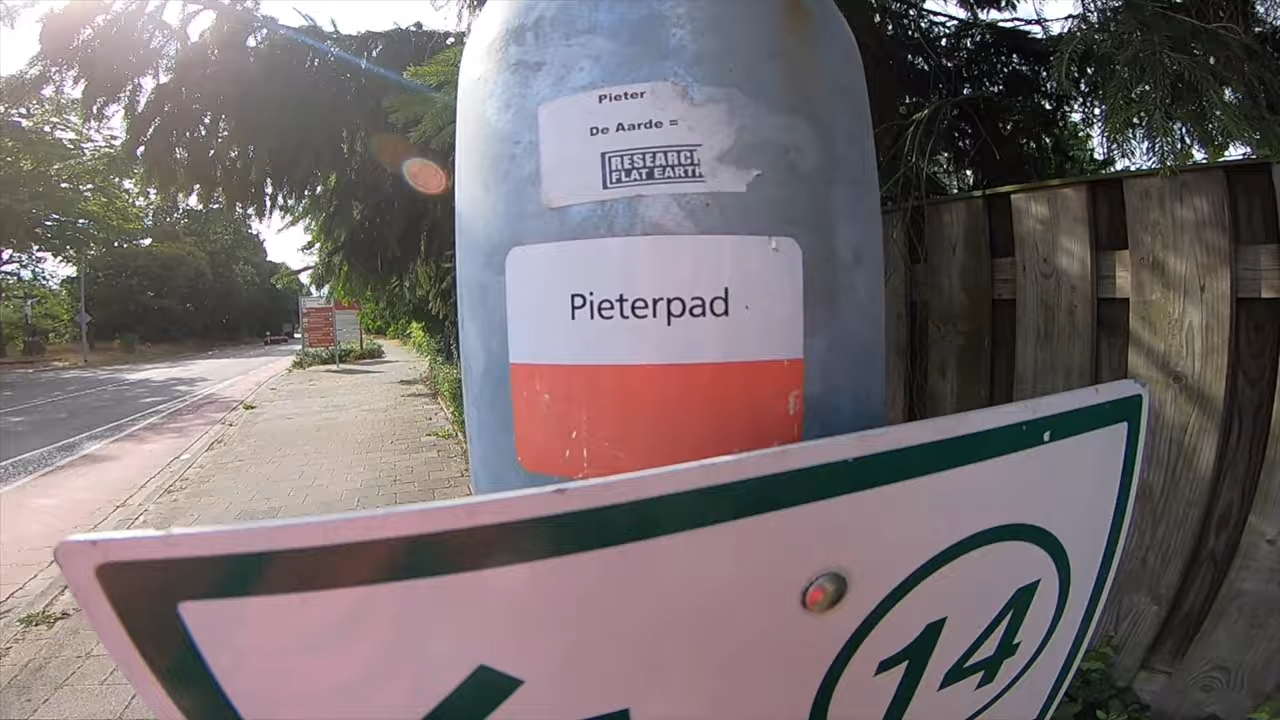 Pieter
De Aarde =
RESEARCH
FLAT EARTH
Pieterpad
14